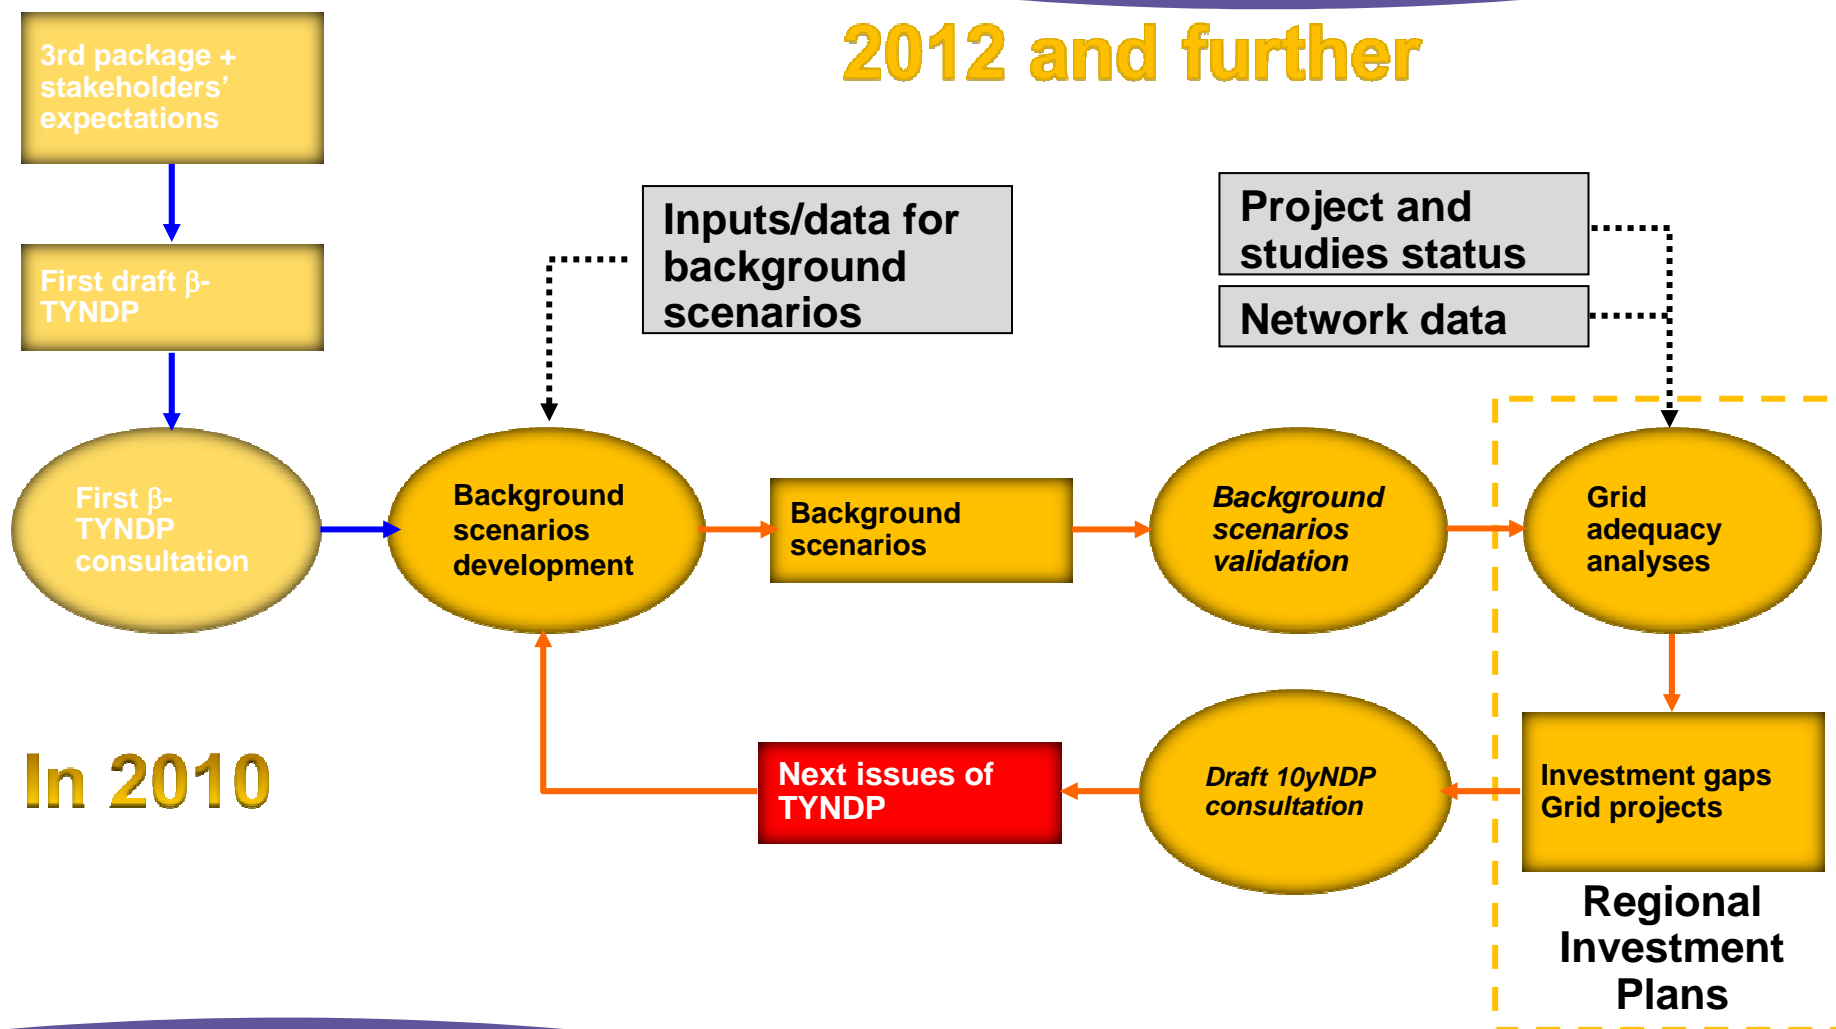 2012 and further
3rd package +
stakeholders’
expectations
First draft β-
TYNDP
First β-
TYNDP
consultation
Inputs/data for
background
scenarios
Project and
studies status
Network data
Background
scenarios
development
Background
scenarios
Background
scenarios
validation
Grid
adequacy
analyses
In 2010
Next issues of
TYNDP
Draft 10yNDP
consultation
Investment gaps
Grid projects
Regional
Investment
Plans